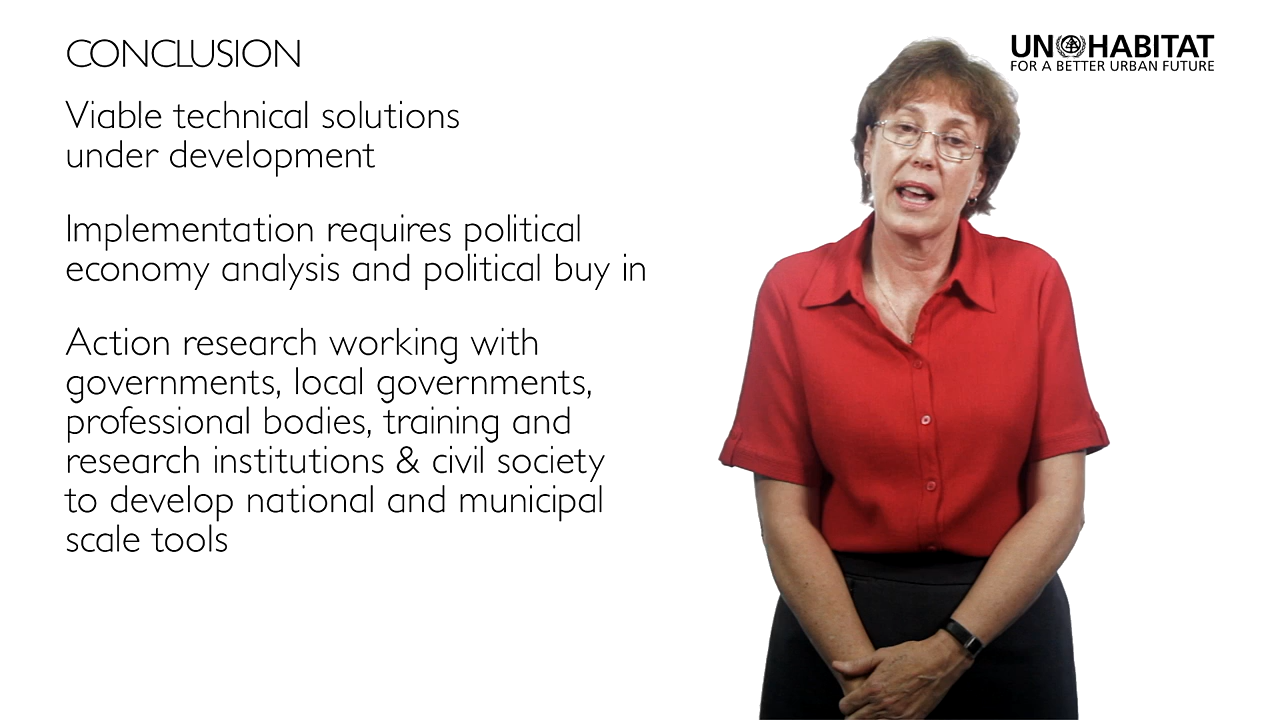 CONCLUSION
UN HABITAT
FOR A BETTER URBAN FUTURE
Viable technical solutions
under development
Implementation requires political
economy analysis and political buy in
Action research working with
governments, local governments,
professional bodies, training and
research institutions & civil society
to develop national and municipal
scale tools